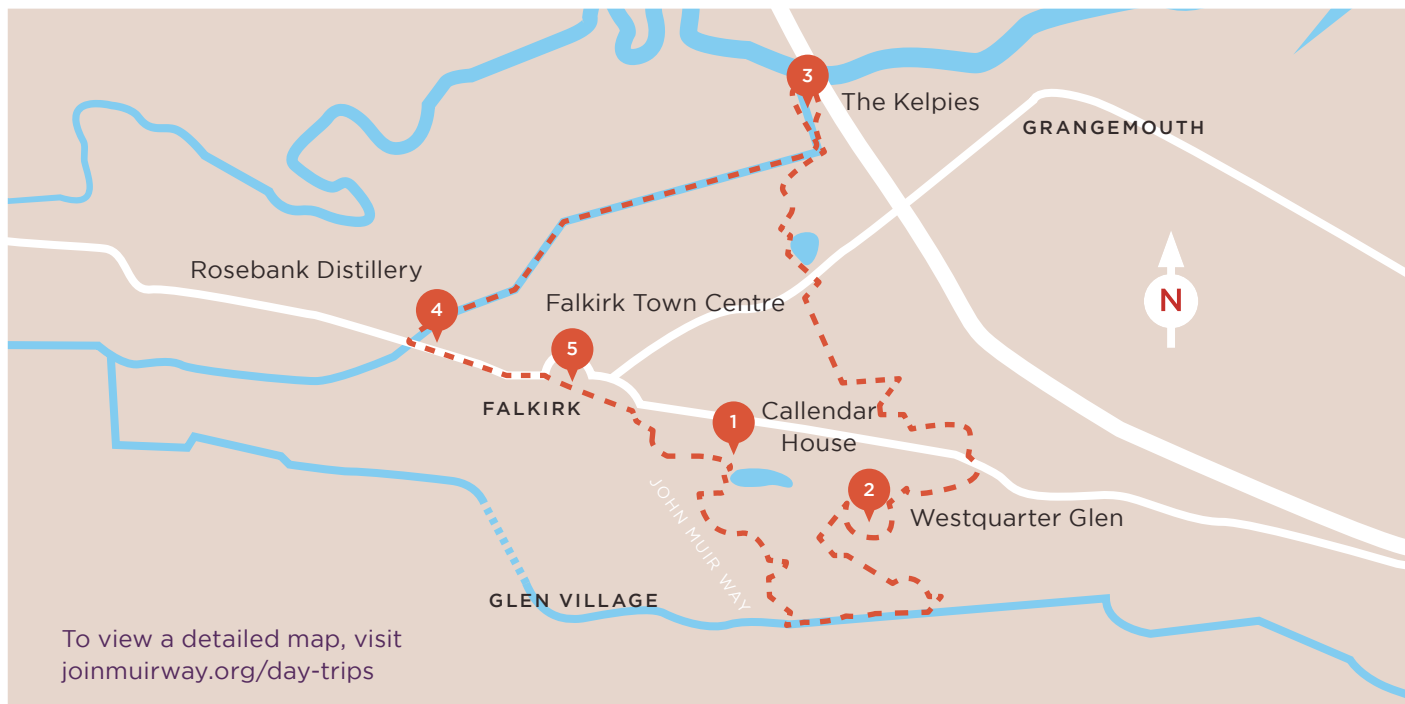 3
The Kelpies
GRANGEMOUTH
Rosebank Distillery
4
Falkirk Town Centre
5
N
FALKIRK
1
Callendar
House
2
Westquarter Glen
JOHN MUIR WAY
GLEN VILLAGE
To view a detailed map, visit
joinmuirway.org/day-trips